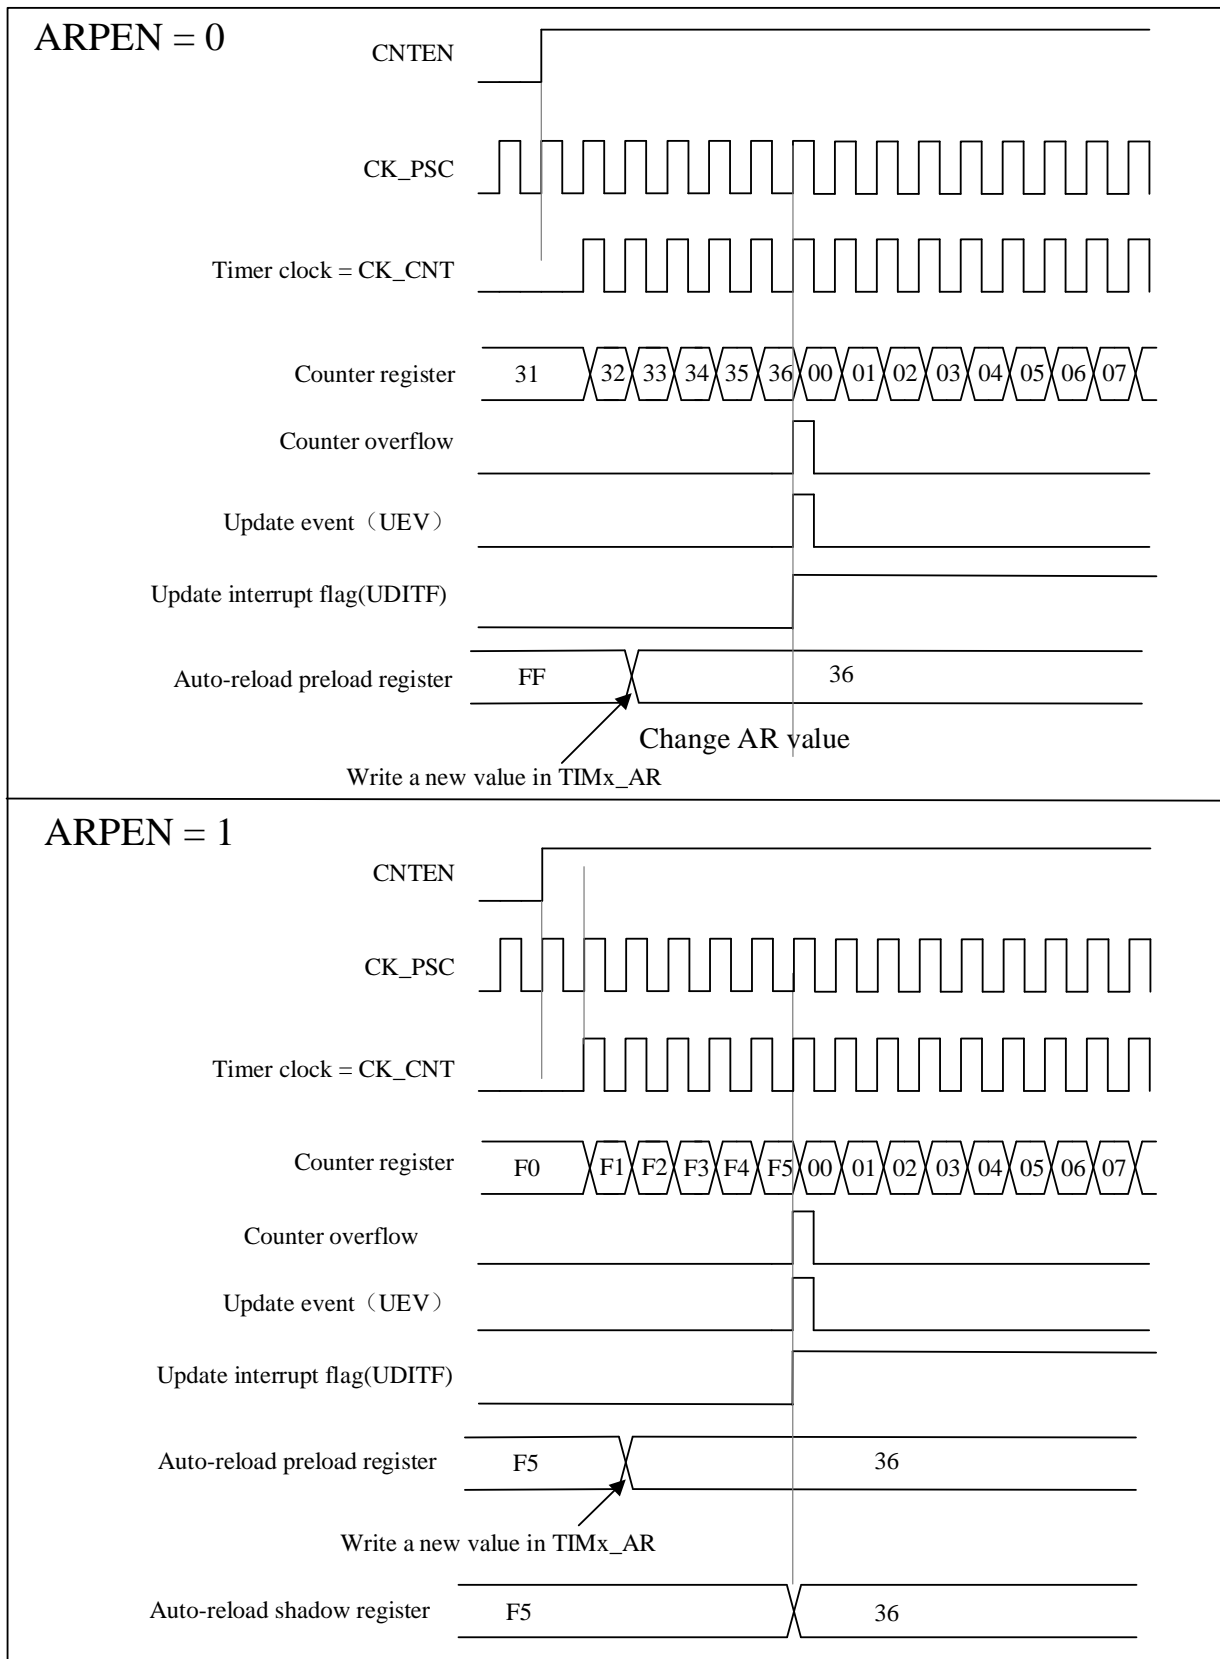 ARPEN = 0
CNTEN
CK_PSC
Timer clock = CK_CNT
Counter register 31 32 33 34 35 36 00 01 02 03 04 05 06 07
Counter overflow
Update event（UEV）
Update interrupt flag(UDITF)
Auto-reload preload register FF 36
Change AR value
Write a new value in TIMx_AR
ARPEN = 1
CNTEN
CK_PSC
Timer clock = CK_CNT
Counter register F0 F1 F2 F3 F4 F5 00 01 02 03 04 05 06 07
Counter overflow
Update event（UEV）
Update interrupt flag(UDITF)
Auto-reload preload register F5 36
Write a new value in TIMx_AR
Auto-reload shadow register F5 36